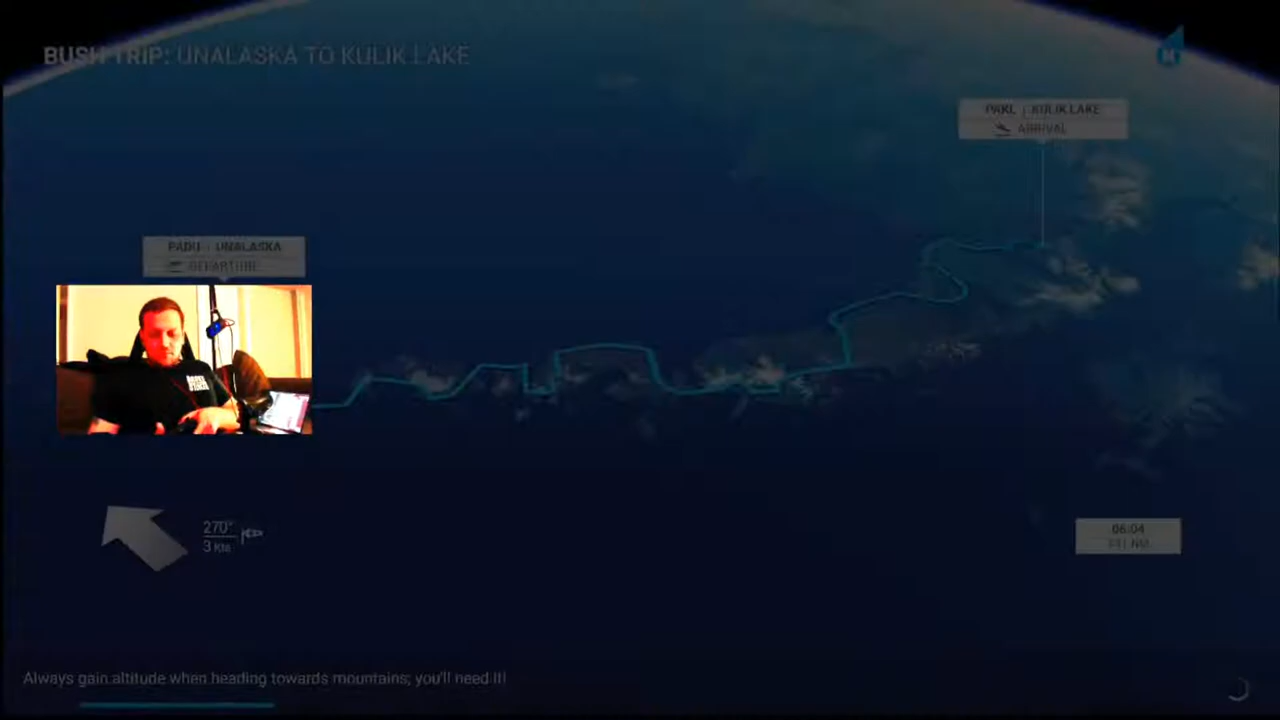 BUSH TRIP: UNALASKA TO KULIK LAKE
PAKL | KULIK LAKE
ARRIVAL
PADU | UNALASKA
DEPARTURE
270°
3 Kts
06:04
NM
Always gain altitude when heading towards mountains; you'll need it!